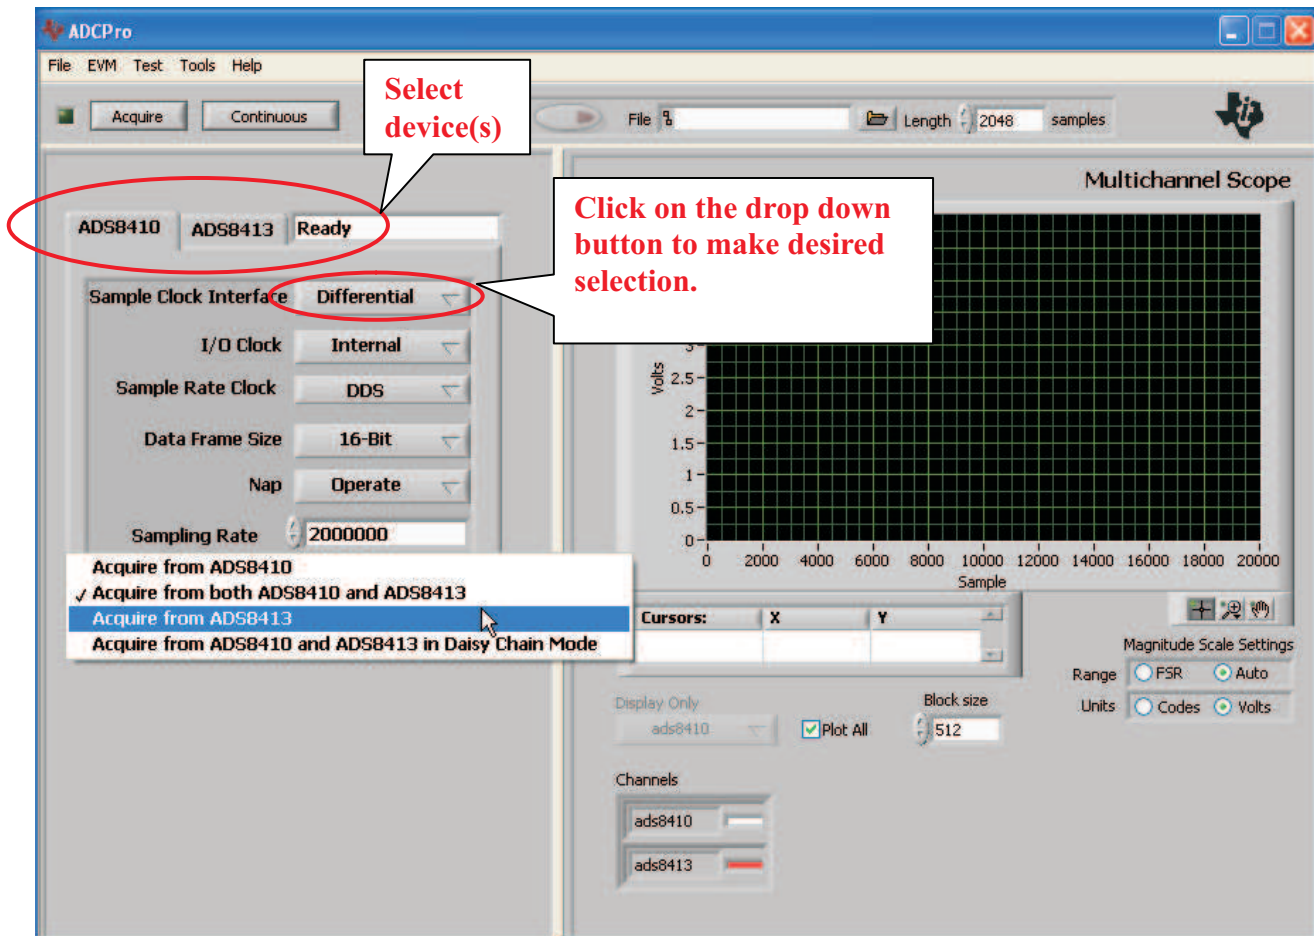 ADCPro
File EVM Test Tools Help
Acquire Continuous File Length 2048 samples
Select
device(s)
Multichannel Scope
Click on the drop down
button to make desired
selection.
ADS8410 ADS8413 Ready
Sample Clock Interface Differential
I/O Clock Internal
Sample Rate Clock DDS
Data Frame Size 16-Bit
Nap Operate
Sampling Rate 2000000
Acquire from ADS8410
✓ Acquire from both ADS8410 and ADS8413
Acquire from ADS8413
Acquire from ADS8410 and ADS8413 in Daisy Chain Mode
Volts
3
2.5
2
1.5
1
0.5
0
0 2000 4000 6000 8000 10000 12000 14000 16000 18000 20000
Sample
Cursors: X Y
Magnitude Scale Settings
Range FSR Auto
Units Codes Volts
Display Only
ads8410
Plot All
Block size
512
Channels
ads8410
ads8413